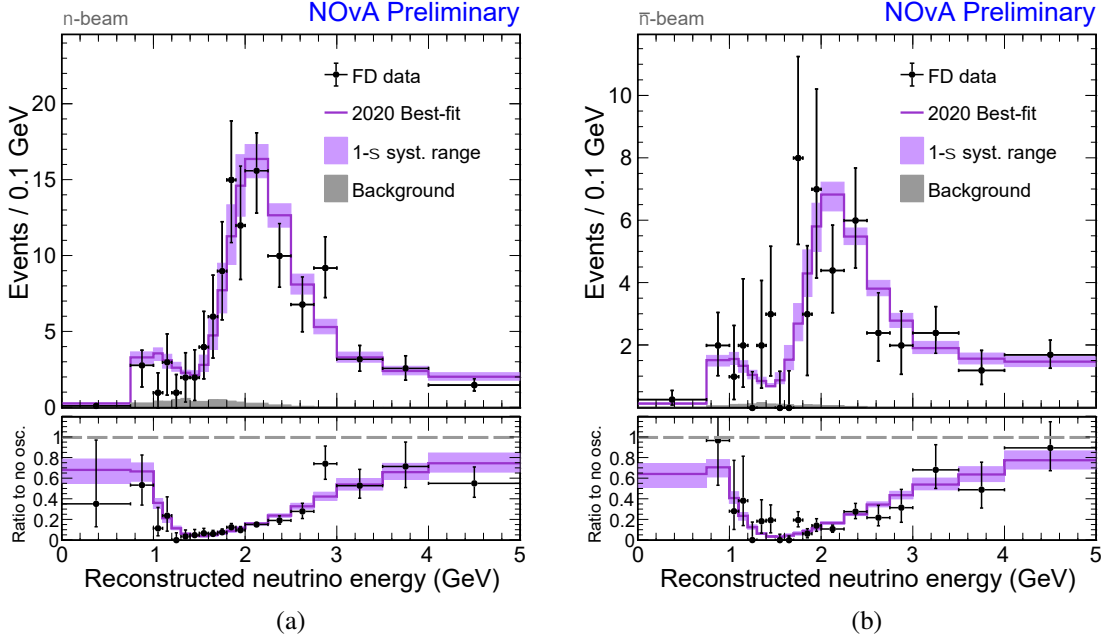 n-beam NOvA Preliminary
Events / 0.1 GeV
20
15
10
5
0
FD data
2020 Best-fit
1-s syst. range
Background
Ratio to no osc.
1
0.8
0.6
0.4
0.2
0
0 1 2 3 4 5
Reconstructed neutrino energy (GeV)
(a)
n̅-beam NOvA Preliminary
Events / 0.1 GeV
10
8
6
4
2
FD data
2020 Best-fit
1-s syst. range
Background
Ratio to no osc.
1
0.8
0.6
0.4
0.2
0
0 1 2 3 4 5
Reconstructed neutrino energy (GeV)
(b)